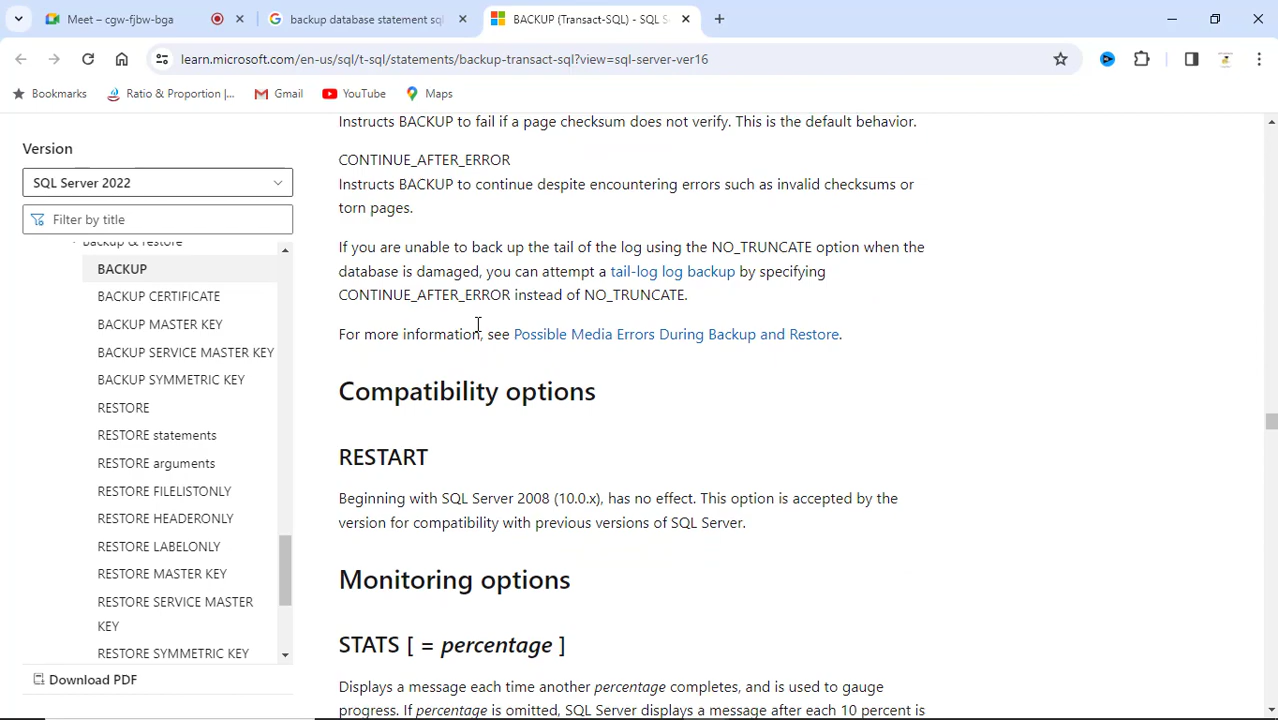 Meet – cgw-fjbw-bga
backup database statement sql
BACKUP (Transact-SQL) - SQL S
learn.microsoft.com/en-us/sql/t-sql/statements/backup-transact-sql?view=sql-server-ver16
Bookmarks
Ratio & Proportion |...
Gmail
YouTube
Maps
Version
SQL Server 2022
Filter by title
Backup & restore
BACKUP
BACKUP CERTIFICATE
BACKUP MASTER KEY
BACKUP SERVICE MASTER KEY
BACKUP SYMMETRIC KEY
RESTORE
RESTORE statements
RESTORE arguments
RESTORE FILELISTONLY
RESTORE HEADERONLY
RESTORE LABELONLY
RESTORE MASTER KEY
RESTORE SERVICE MASTER
KEY
RESTORE SYMMETRIC KEY
Download PDF
Instructs BACKUP to fail if a page checksum does not verify. This is the default behavior.
CONTINUE_AFTER_ERROR
Instructs BACKUP to continue despite encountering errors such as invalid checksums or
torn pages.
If you are unable to back up the tail of the log using the NO_TRUNCATE option when the
database is damaged, you can attempt a tail-log log backup by specifying
CONTINUE_AFTER_ERROR instead of NO_TRUNCATE.
For more information, see Possible Media Errors During Backup and Restore.
Compatibility options
RESTART
Beginning with SQL Server 2008 (10.0.x), has no effect. This option is accepted by the
version for compatibility with previous versions of SQL Server.
Monitoring options
STATS [ = percentage ]
Displays a message each time another percentage completes, and is used to gauge
progress. If percentage is omitted, SQL Server displays a message after each 10 percent is